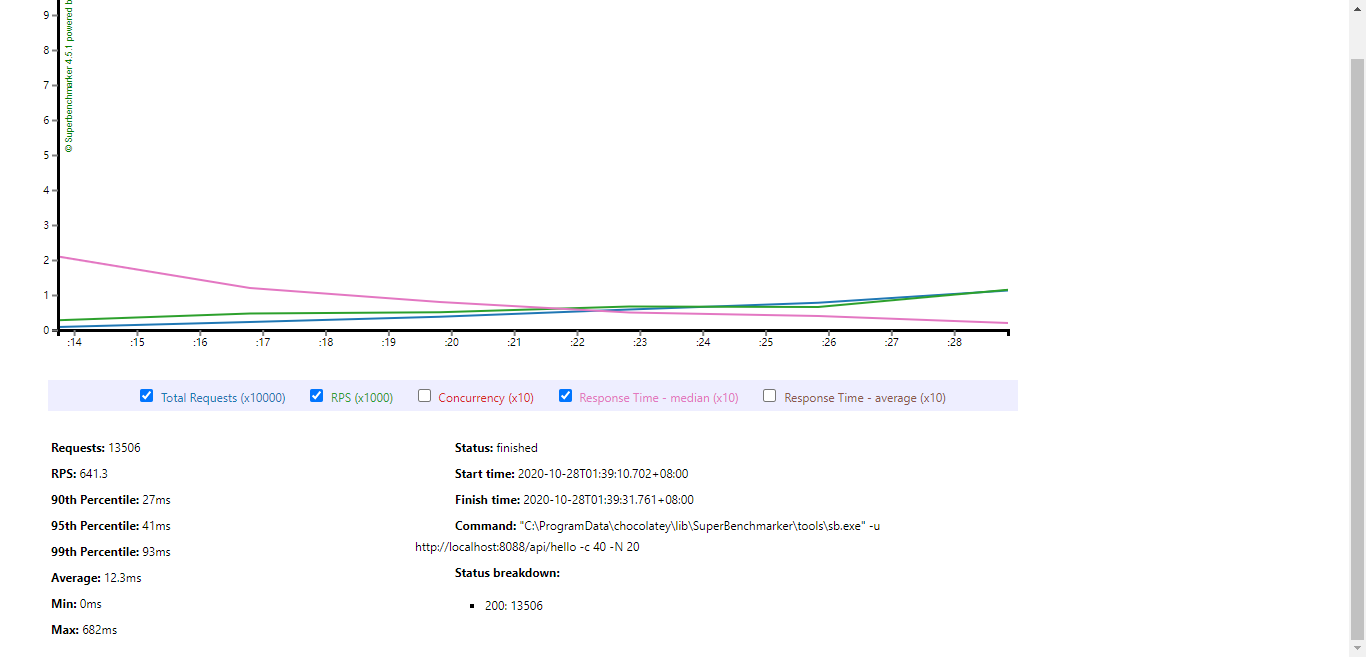 9
8
7
6
5
4
3
2
1
0
© Superbenchmarker 4.5.1 powered b
:14 :15 :16 :17 :18 :19 :20 :21 :22 :23 :24 :25 :26 :27 :28
Total Requests (x10000) RPS (x1000) Concurrency (x10) Response Time - median (x10) Response Time - average (x10)
Requests: 13506
RPS: 641.3
90th Percentile: 27ms
95th Percentile: 41ms
99th Percentile: 93ms
Average: 12.3ms
Min: 0ms
Max: 682ms
Status: finished
Start time: 2020-10-28T01:39:10.702+08:00
Finish time: 2020-10-28T01:39:31.761+08:00
Command: "C:\ProgramData\chocolatey\lib\SuperBenchmarker\tools\sb.exe" -u
http://localhost:8088/api/hello -c 40 -N 20
Status breakdown:
200: 13506